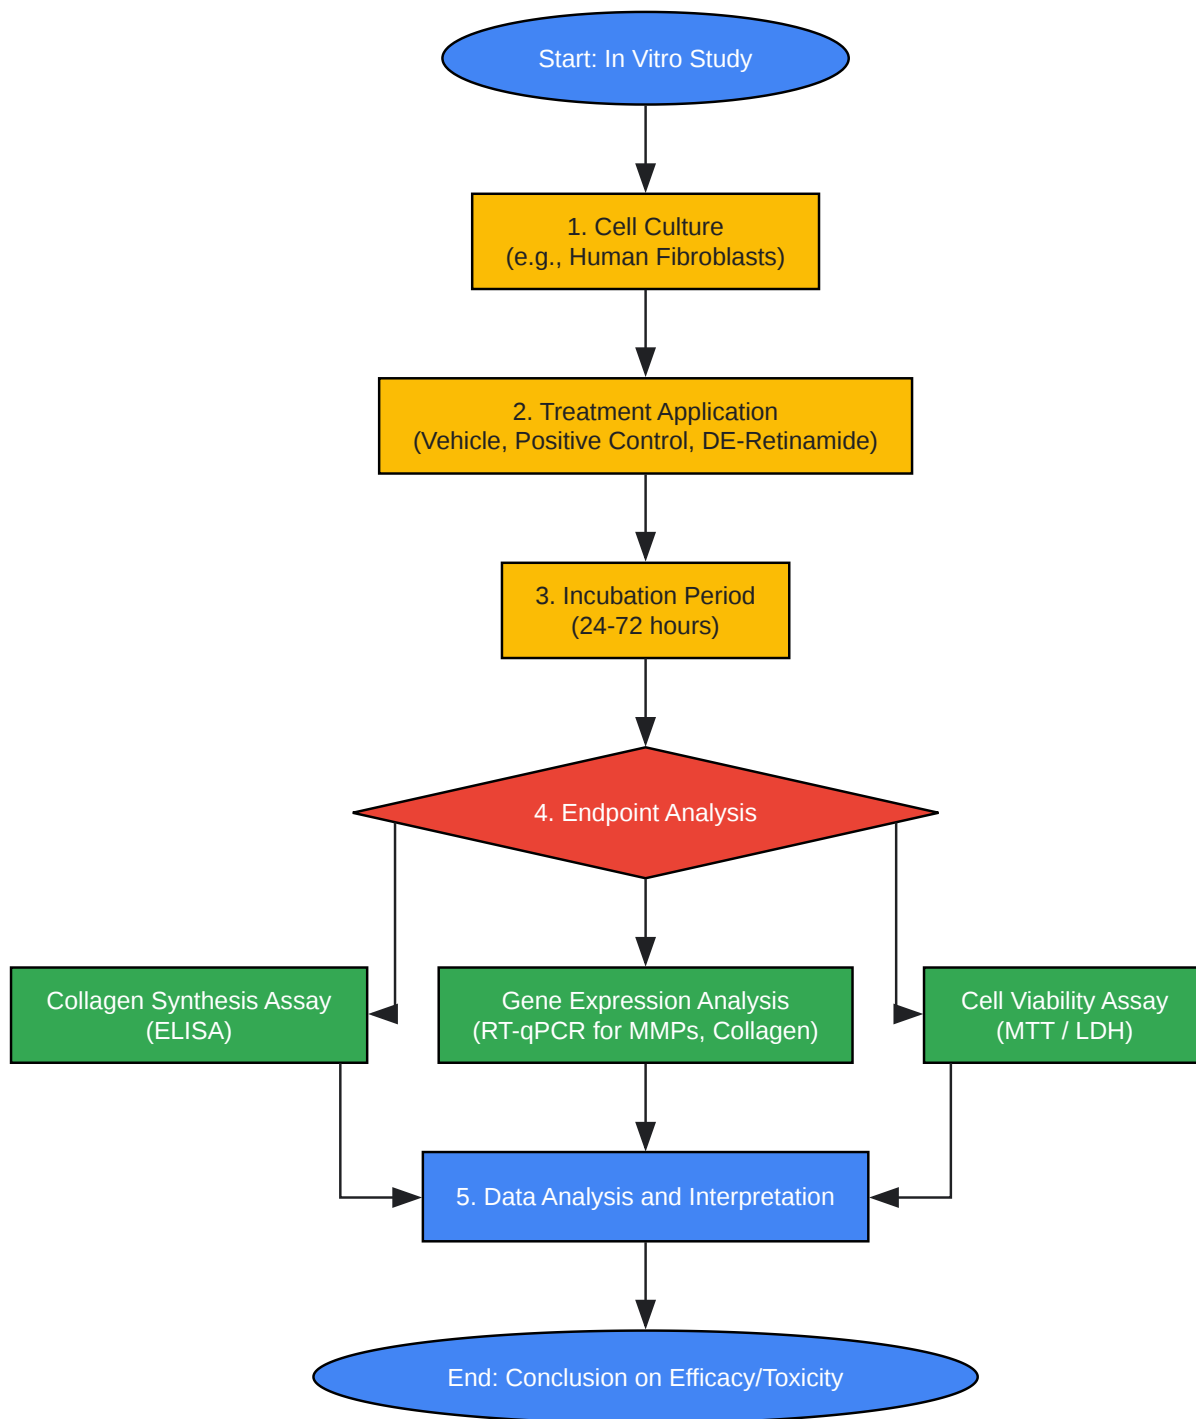 Start: In Vitro Study
1. Cell Culture
(e.g., Human Fibroblasts)
2. Treatment Application
(Vehicle, Positive Control, DE-Retinamide)
3. Incubation Period
(24-72 hours)
4. Endpoint Analysis
Collagen Synthesis Assay
(ELISA)
Gene Expression Analysis
(RT-qPCR for MMPs, Collagen)
Cell Viability Assay
(MTT / LDH)
5. Data Analysis and Interpretation
End: Conclusion on Efficacy/Toxicity